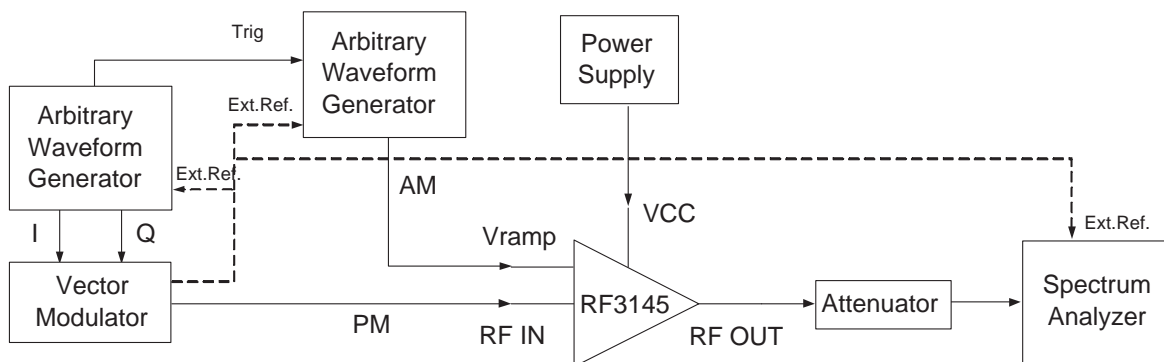 Trig
Arbitrary
Waveform
Generator
Power
Supply
Arbitrary
Waveform
Generator
Ext.Ref.
Ext.Ref.
AM
VCC
I
Q
Vramp
Ext.Ref.
Vector
Modulator
PM
RF IN
RF3145
RF OUT
Attenuator
Spectrum
Analyzer